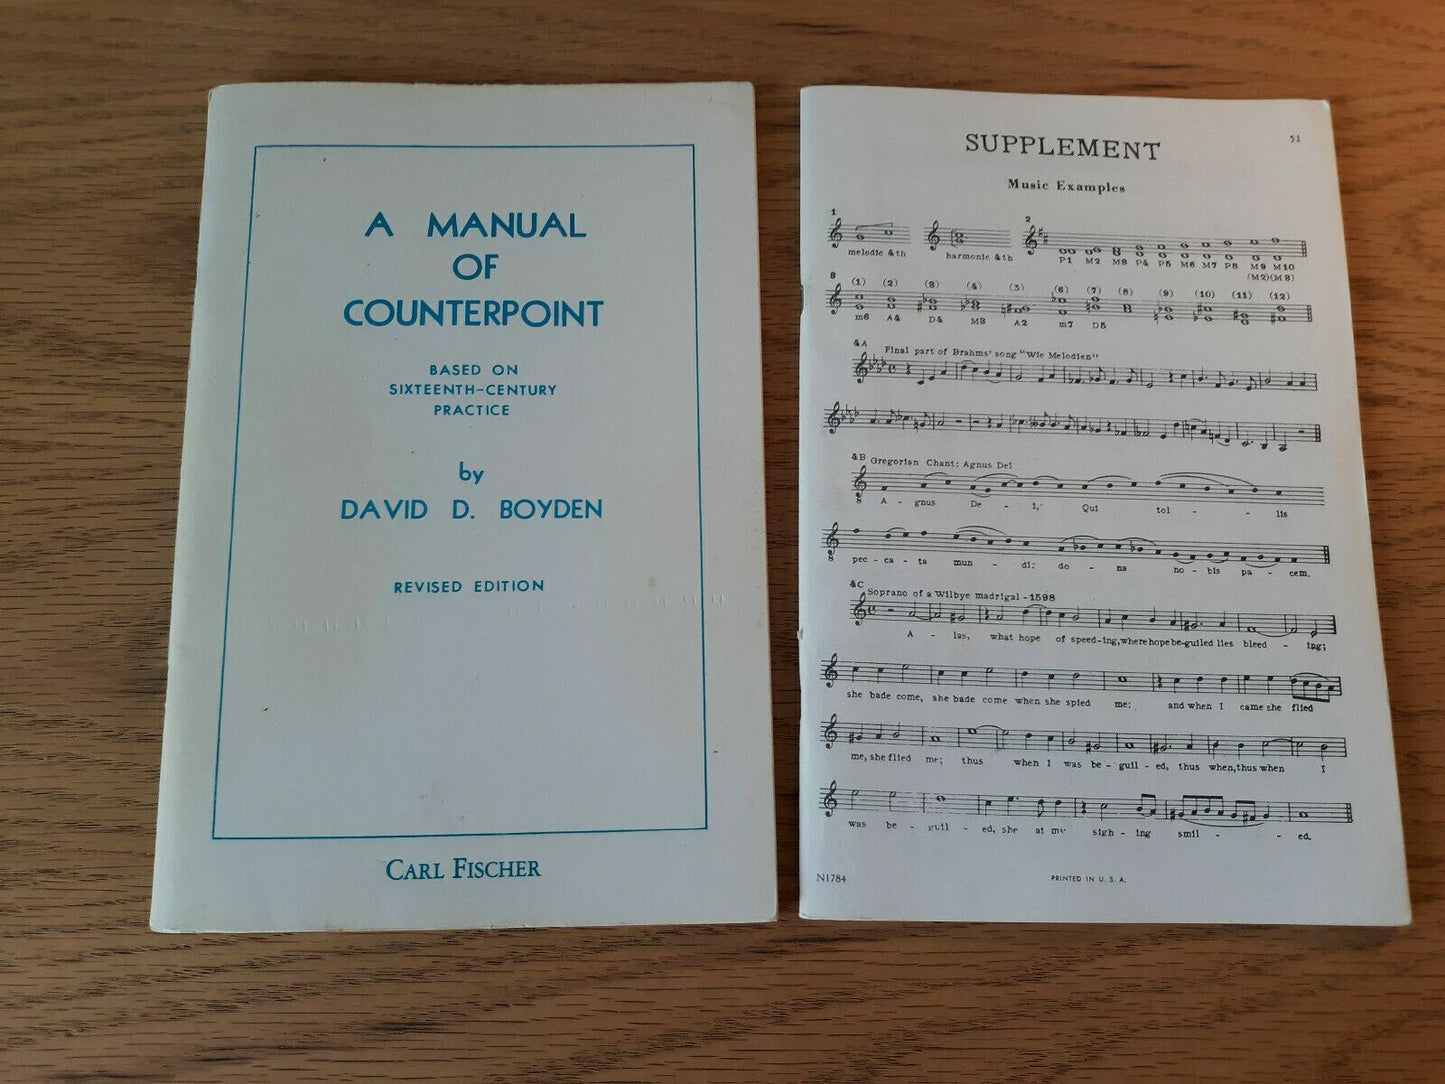 A MANUAL
OF
COUNTERPOINT
BASED ON
SIXTEENTH-CENTURY
PRACTICE
by
DAVID D. BOYDEN
REVISED EDITION
CARL FISCHER
51
SUPPLEMENT
Music Examples
1 2
melodic 4th harmonic 4th P1 M2 M3 P4 P5 M6 M7 P8 M9 M10
(M2)(M3)
3 (1) (2) (3) (4) (5) (6) (7) (8) (9) (10) (11) (12)
m6 A4 D4 M3 A2 m7 D5
4A Final part of Brahms' song "Wie Melodien"
4B Gregorian Chant: Agnus Dei
A - gnus De - i, Qui tol - - lis
pec - ca - ta mun - di: do - na no - bis pa - cem.
4C Soprano of a Wilbye madrigal -1598
A - las, what hope of speed-ing, where hope be-guiled lies bleed - ing;
she bade come, she bade come when she spied me; and when I came she flied
me, she flied me; thus when I was be - guil - ed, thus when, thus when I
was be - guil - ed, she at my sigh - ing smil - - ed.
N1784 PRINTED IN U. S. A.